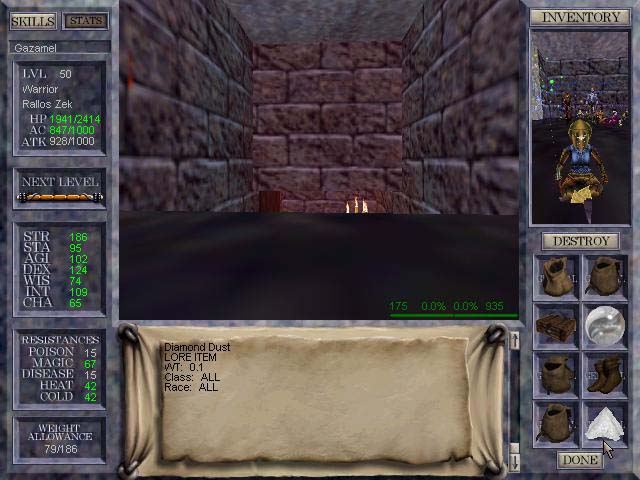 SKILLS STATS
Gazamel
LVL 50
Warrior
Rallos Zek
HP 1941/2414
AC 847/1000
ATK 928/1000
NEXT LEVEL
STR 186
STA 95
AGI 102
DEX 124
WIS 74
INT 109
CHA 65
RESISTANCES
POISON 15
MAGIC 67
DISEASE 15
HEAT 42
COLD 42
WEIGHT
ALLOWANCE
79/186
175 0.0% 0.0% 935
Diamond Dust
LORE ITEM
WT: 0.1
Class: ALL
Race: ALL
INVENTORY
DESTROY
DONE